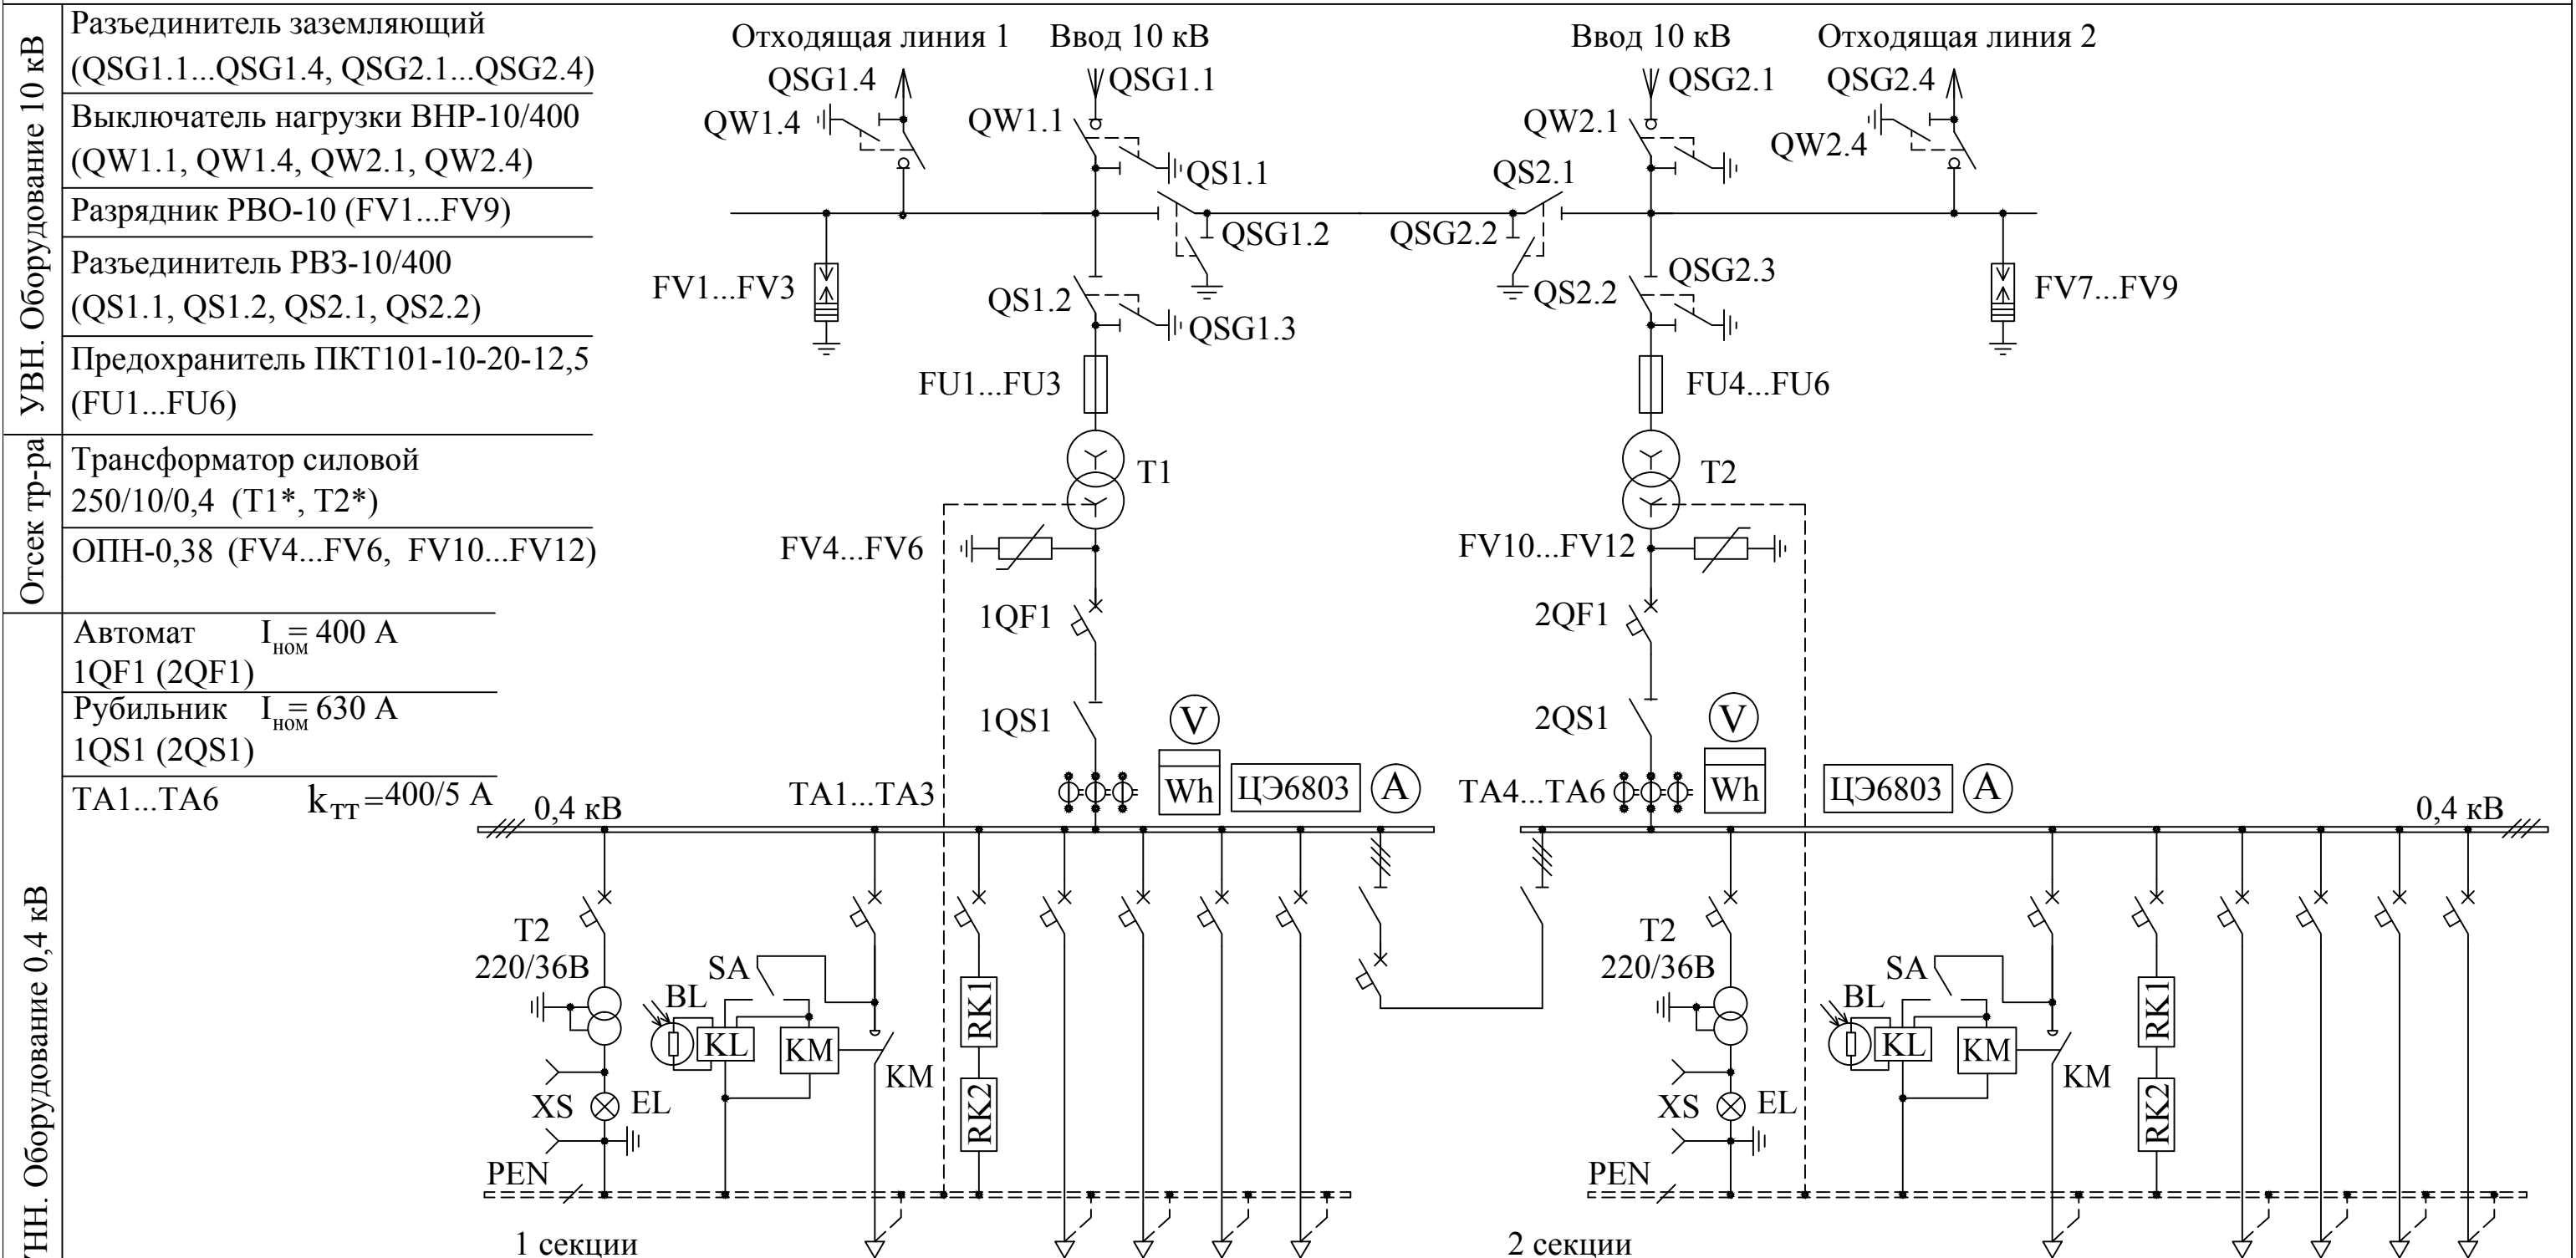 УВН. Оборудование 10 кВ
Разъединитель заземляющий
(QSG1.1...QSG1.4, QSG2.1...QSG2.4)
Выключатель нагрузки ВНР-10/400
(QW1.1, QW1.4, QW2.1, QW2.4)
Разрядник РВО-10 (FV1...FV9)
Разъединитель РВЗ-10/400
(QS1.1, QS1.2, QS2.1, QS2.2)
Предохранитель ПКТ101-10-20-12,5
(FU1...FU6)
Отсек тр-ра
Трансформатор силовой
250/10/0,4 (Т1*, Т2*)
ОПН-0,38 (FV4...FV6, FV10...FV12)
УНН. Оборудование 0,4 кВ
Автомат Iном= 400 А
1QF1 (2QF1)
Рубильник Iном= 630 А
1QS1 (2QS1)
ТА1...ТА6 kТТ=400/5 А
Отходящая линия 1 Ввод 10 кВ Ввод 10 кВ Отходящая линия 2
QSG1.4 QSG1.1 QSG2.1 QSG2.4
QW1.4 QW1.1 QW2.1 QW2.4
QS1.1 QS2.1
QSG1.2 QSG2.2
FV1...FV3 QS1.2 QS2.2 QSG2.3 FV7...FV9
QSG1.3
FU1...FU3 FU4...FU6
T1 T2
FV4...FV6 FV10...FV12
1QF1 2QF1
1QS1 V 2QS1 V
TA1...TA3 Wh ЦЭ6803 A TA4...TA6 Wh ЦЭ6803 A
0,4 кВ 0,4 кВ
T2 T2
220/36В SA 220/36В SA
BL KL KM RK1 BL KL KM RK1
KM KM
XS EL RK2 XS EL RK2
PEN PEN
1 секции 2 секции